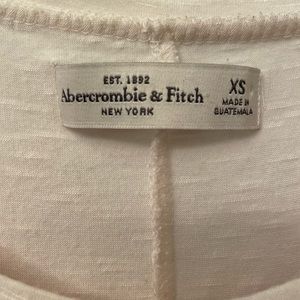 EST. 1892
Abercrombie & Fitch
NEW YORK
XS
MADE IN
GUATEMALA